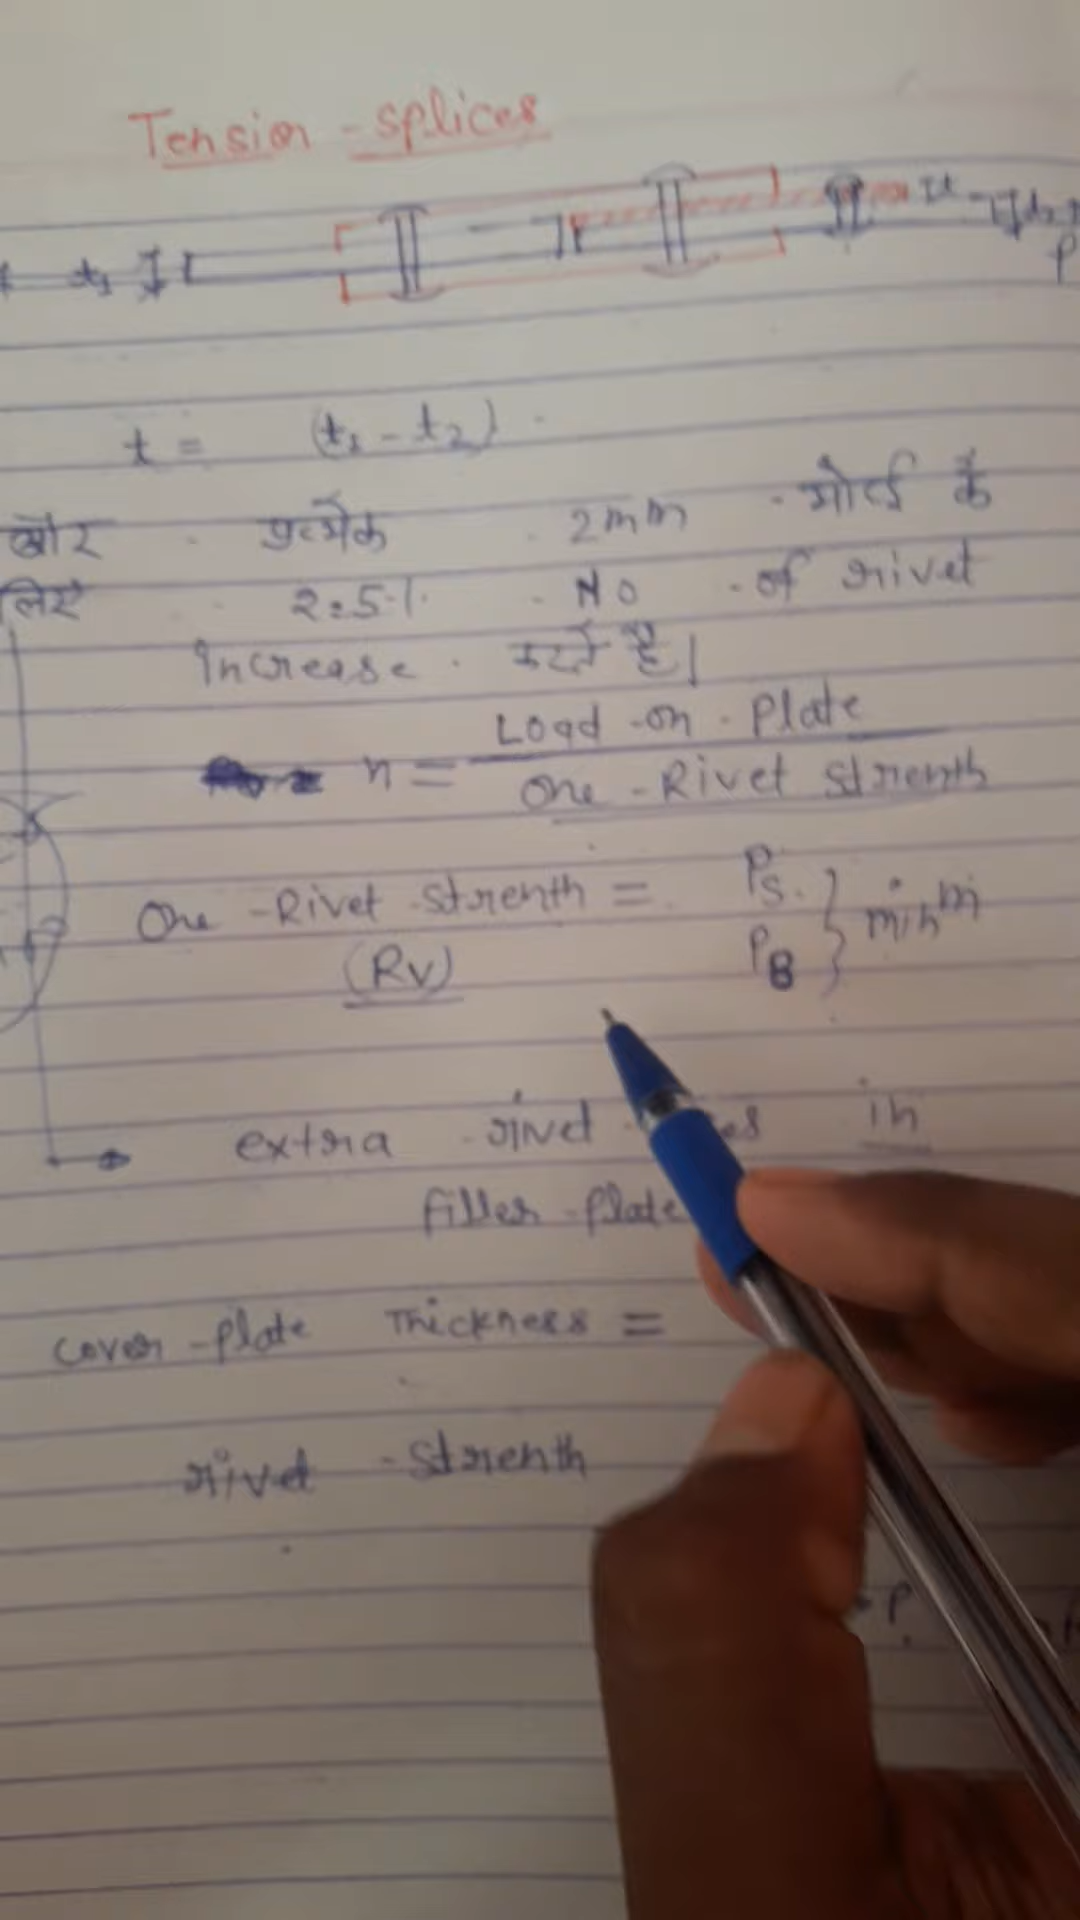 Tension - splices
t1
t
t2
P
t = (t1 - t2)
और प्रत्येक 2mm मोटाई के
लिए 2.5% No of rivet
Increase करते है।
n = Load on Plate
One - Rivet strenth
One - Rivet strenth = Ps
PB } minm
(Rv)
extra rivet in
filler - plate
cover - plate Thickness =
rivet - strenth
P